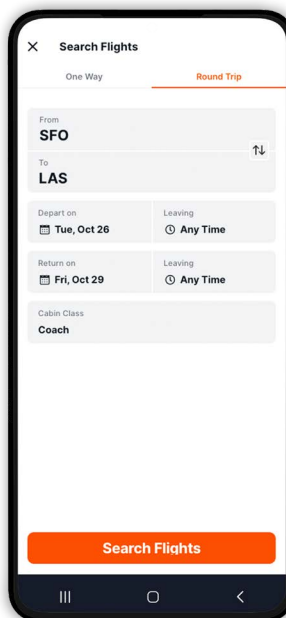 Search Flights
One Way
Round Trip
From
SFO
To
LAS
Depart on
Leaving
Tue, Oct 26
Any Time
Return on
Leaving
Fri, Oct 29
Any Time
Cabin Class
Coach
Search Flights